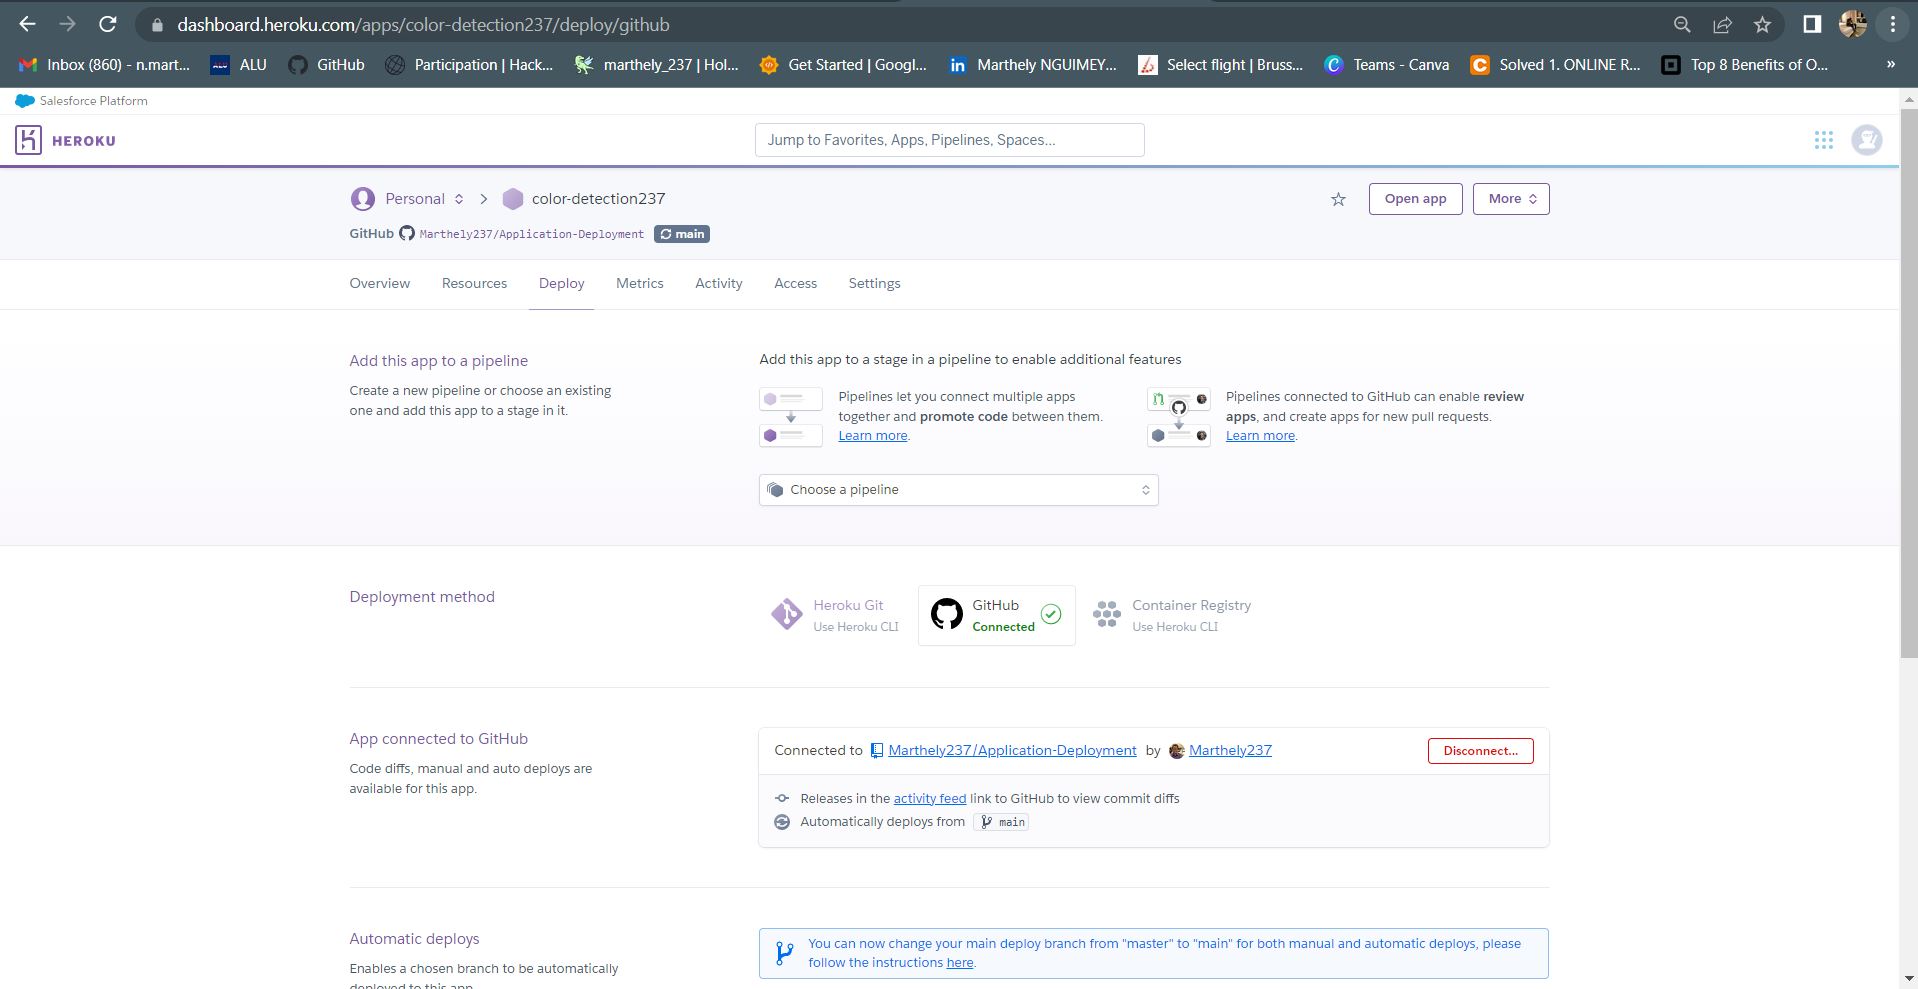 dashboard.heroku.com/apps/color-detection237/deploy/github
Inbox (860) - n.mart... ALU GitHub Participation | Hack... marthely_237 | Hol... Get Started | Googl... Marthely NGUIMEY... Select flight | Bruss... Teams - Canva Solved 1. ONLINE R... Top 8 Benefits of O... »
Salesforce Platform
HEROKU
Jump to Favorites, Apps, Pipelines, Spaces...
Personal > color-detection237
Open app More
GitHub Marthely237/Application-Deployment main
Overview Resources Deploy Metrics Activity Access Settings
Add this app to a pipeline
Create a new pipeline or choose an existing
one and add this app to a stage in it.
Add this app to a stage in a pipeline to enable additional features
Pipelines let you connect multiple apps
together and promote code between them.
Learn more.
Pipelines connected to GitHub can enable review
apps, and create apps for new pull requests.
Learn more.
Choose a pipeline
Deployment method
Heroku Git
Use Heroku CLI
GitHub
Connected
Container Registry
Use Heroku CLI
App connected to GitHub
Code diffs, manual and auto deploys are
available for this app.
Connected to Marthely237/Application-Deployment by Marthely237
Disconnect...
Releases in the activity feed link to GitHub to view commit diffs
Automatically deploys from main
Automatic deploys
Enables a chosen branch to be automatically
deployed to this app.
You can now change your main deploy branch from "master" to "main" for both manual and automatic deploys, please
follow the instructions here.